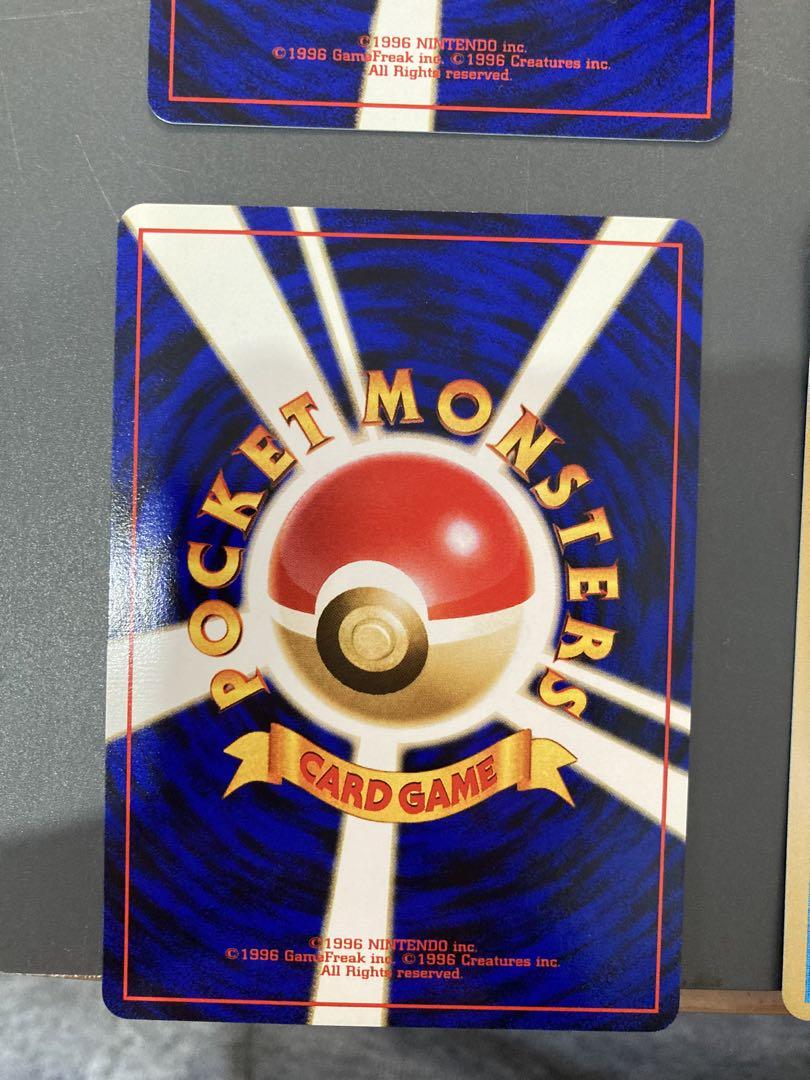 ©1996 NINTENDO inc.
©1996 GameFreak inc. ©1996 Creatures inc.
All Rights reserved.
POCKET MONSTERS
CARD GAME
©1996 NINTENDO inc.
©1996 GameFreak inc. ©1996 Creatures inc.
All Rights reserved.